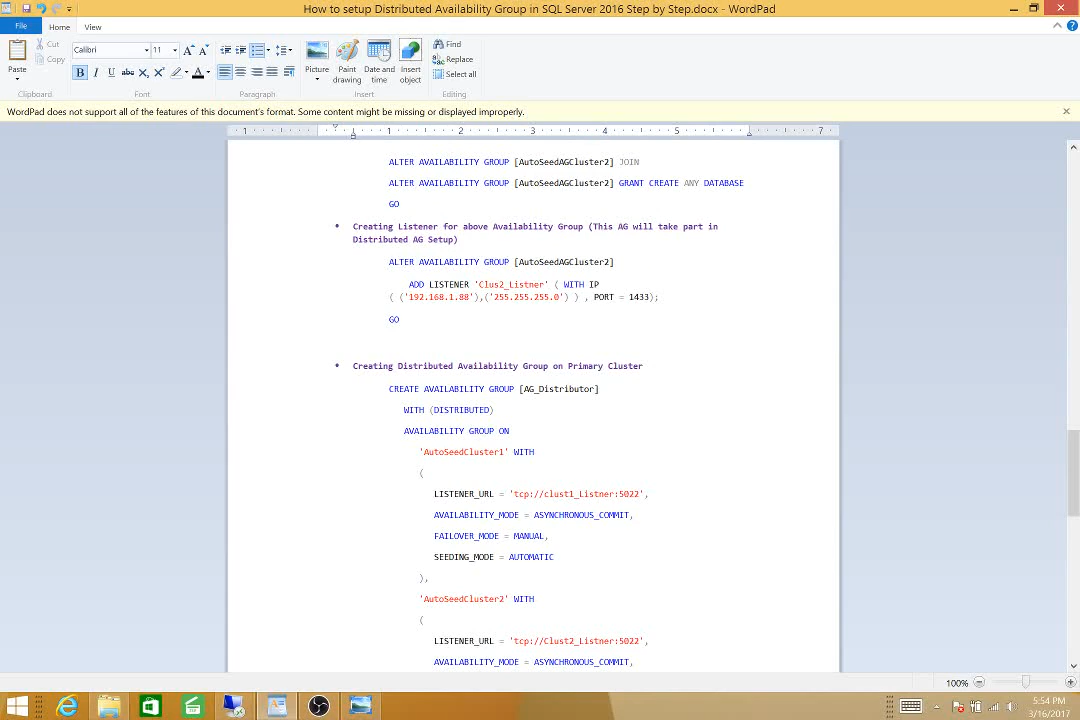 How to setup Distributed Availability Group in SQL Server 2016 Step by Step.docx - WordPad
File Home View
Paste
Cut
Copy
Clipboard
Calibri 11
B I U abc X X A
Font
Paragraph
Picture
Paint drawing
Date and time
Insert object
Insert
Find
Replace
Select all
Editing
WordPad does not support all of the features of this document's format. Some content might be missing or displayed improperly.
1 1 2 3 4 5 7
ALTER AVAILABILITY GROUP [AutoSeedAGCluster2] JOIN
ALTER AVAILABILITY GROUP [AutoSeedAGCluster2] GRANT CREATE ANY DATABASE
GO
• Creating Listener for above Availability Group (This AG will take part in
Distributed AG Setup)
ALTER AVAILABILITY GROUP [AutoSeedAGCluster2]
ADD LISTENER 'Clus2_Listner' ( WITH IP
( ('192.168.1.88'),('255.255.255.0') ) , PORT = 1433);
GO
• Creating Distributed Availability Group on Primary Cluster
CREATE AVAILABILITY GROUP [AG_Distributor]
WITH (DISTRIBUTED)
AVAILABILITY GROUP ON
'AutoSeedCluster1' WITH
(
LISTENER_URL = 'tcp://clust1_Listner:5022',
AVAILABILITY_MODE = ASYNCHRONOUS_COMMIT,
FAILOVER_MODE = MANUAL,
SEEDING_MODE = AUTOMATIC
),
'AutoSeedCluster2' WITH
(
LISTENER_URL = 'tcp://Clust2_Listner:5022',
AVAILABILITY_MODE = ASYNCHRONOUS_COMMIT,
100%
5:54 PM
3/16/2017